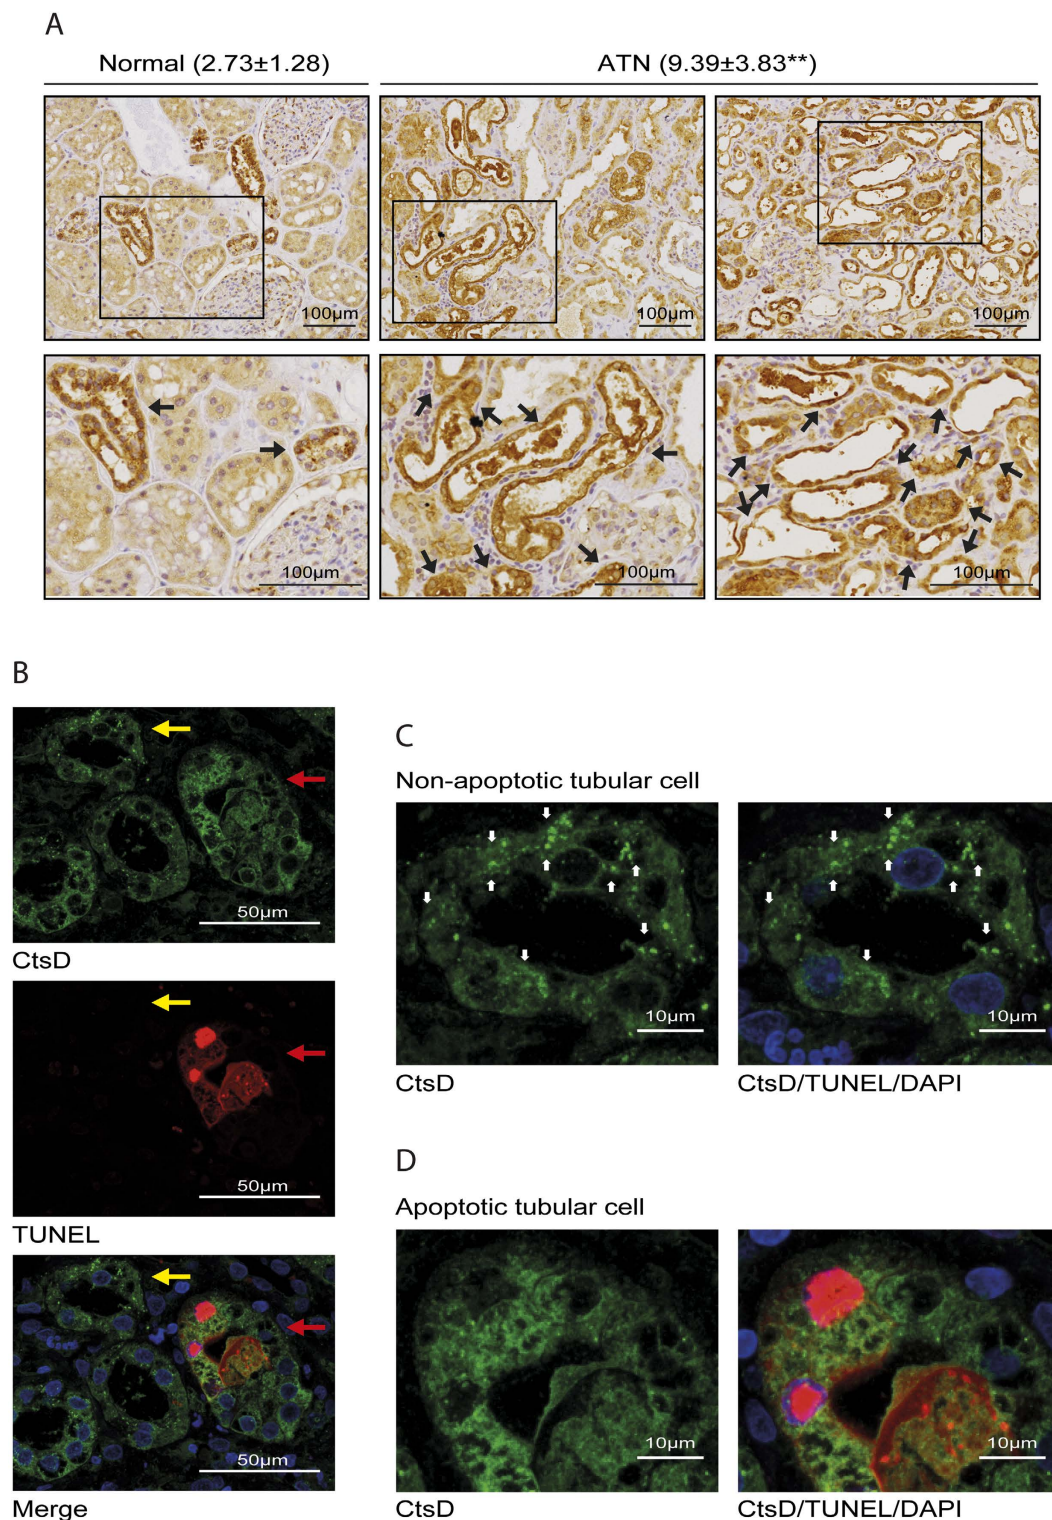 A
Normal (2.73±1.28)
ATN (9.39±3.83**)
100µm
100µm
100µm
100µm
100µm
100µm
B
50µm
CtsD
50µm
TUNEL
50µm
Merge
C
Non-apoptotic tubular cell
10µm
10µm
CtsD
CtsD/TUNEL/DAPI
D
Apoptotic tubular cell
10µm
10µm
CtsD
CtsD/TUNEL/DAPI